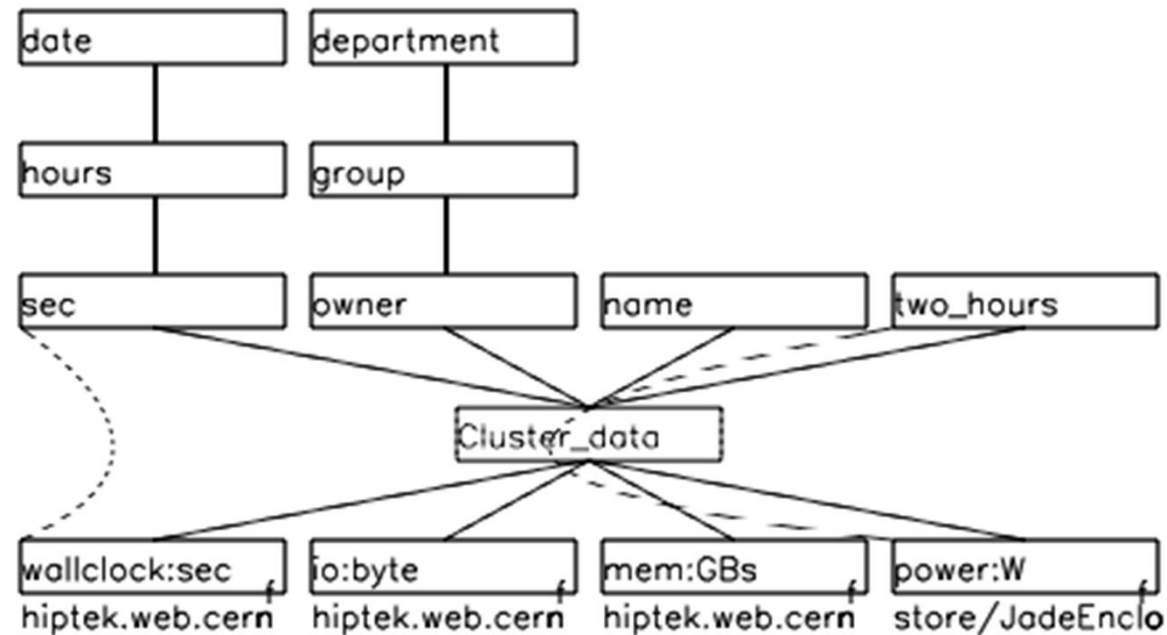 date department
hours group
sec owner name two_hours
Cluster_data
wallclock:sec f io:byte f mem:GBs f power:W f
hiptek.web.cern hiptek.web.cern hiptek.web.cern store/JadeEnclo